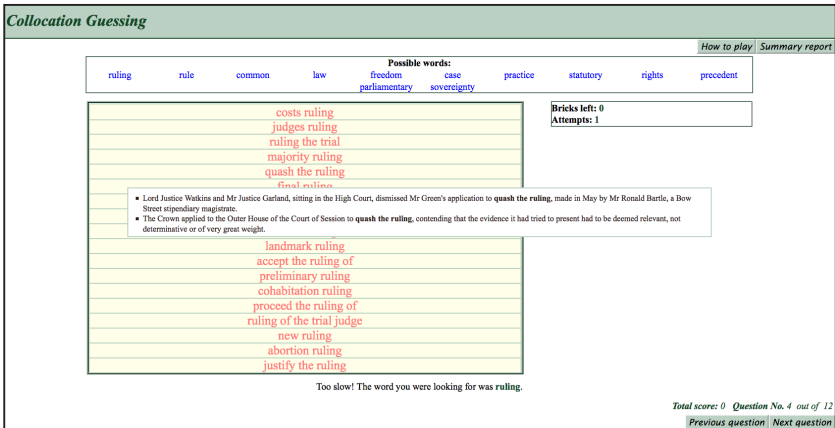 Collocation Guessing
How to play Summary report
Possible words:
ruling rule common law freedom case practice statutory rights precedent
parliamentary sovereignty
Bricks left: 0
Attempts: 1
costs ruling
judges ruling
ruling the trial
majority ruling
quash the ruling
final ruling
▪ Lord Justice Watkins and Mr Justice Garland, sitting in the High Court, dismissed Mr Green's application to quash the ruling, made in May by Mr Ronald Bartle, a Bow
Street stipendiary magistrate.
▪ The Crown applied to the Outer House of the Court of Session to quash the ruling, contending that the evidence it had tried to present had to be deemed relevant, not
determinative or of very great weight.
landmark ruling
accept the ruling of
preliminary ruling
cohabitation ruling
proceed the ruling of
ruling of the trial judge
new ruling
abortion ruling
justify the ruling
Too slow! The word you were looking for was ruling.
Total score: 0 Question No. 4 out of 12
Previous question Next question